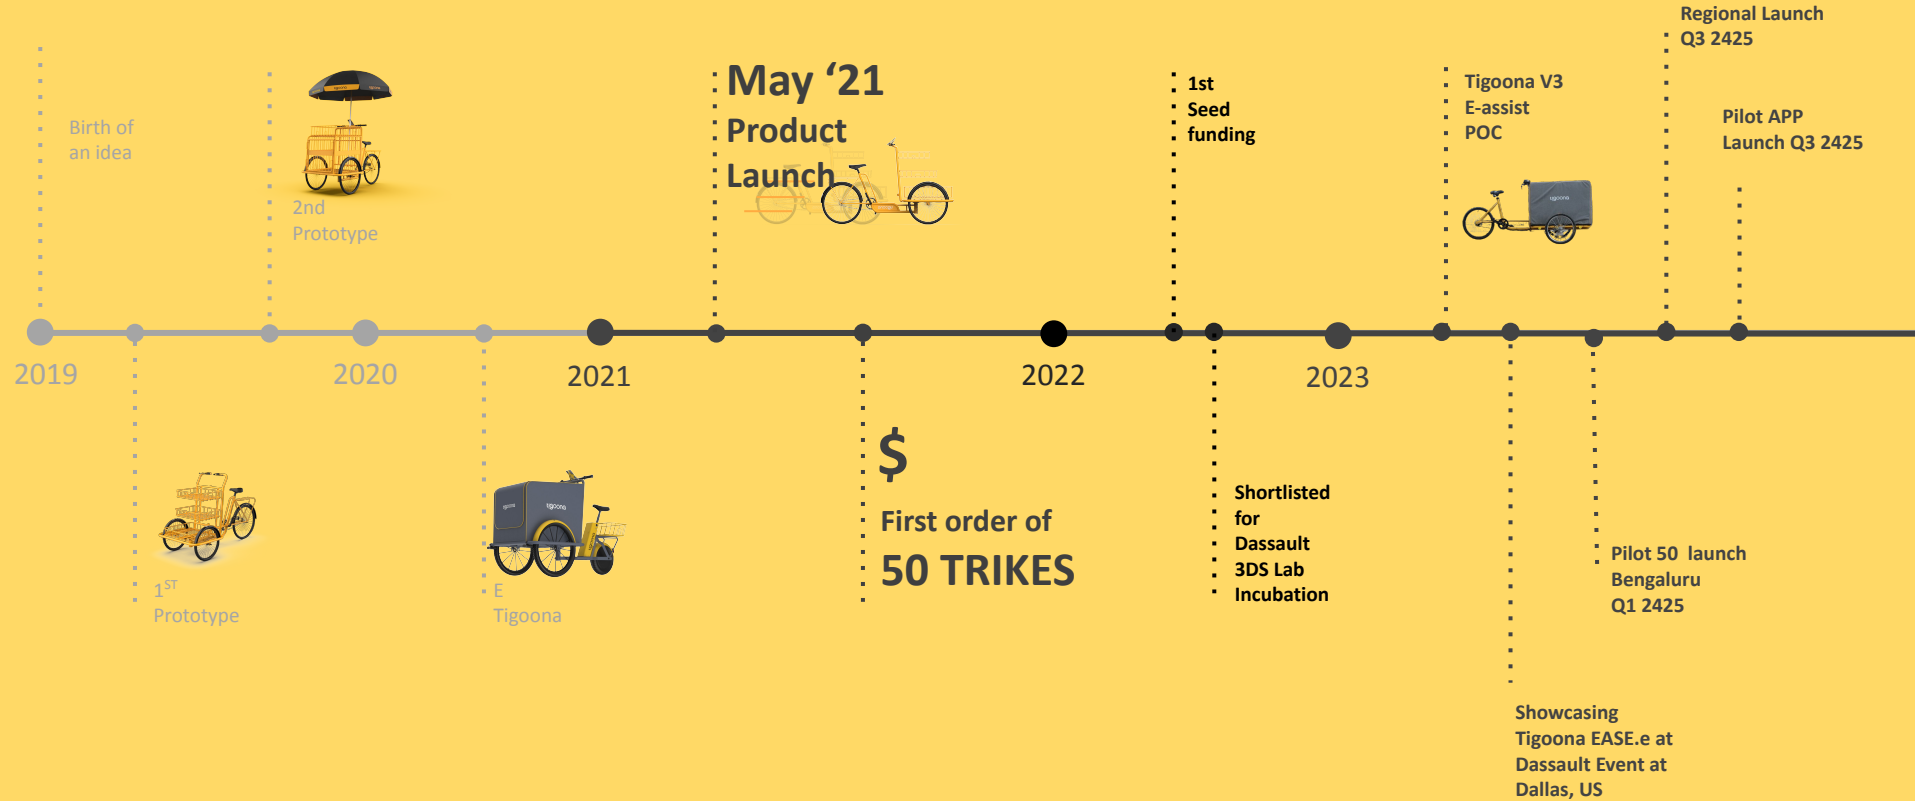 Regional Launch
Q3 2425
Birth of
an idea
2nd
Prototype
May ‘21
Product
Launch
1st
Seed
funding
Tigoona V3
E-assist
POC
Pilot APP
Launch Q3 2425
2019
2020
2021
2022
2023
1ST
Prototype
tigoona
E
Tigoona
$
First order of
50 TRIKES
Shortlisted
for
Dassault
3DS Lab
Incubation
Pilot 50 launch
Bengaluru
Q1 2425
Showcasing
Tigoona EASE.e at
Dassault Event at
Dallas, US